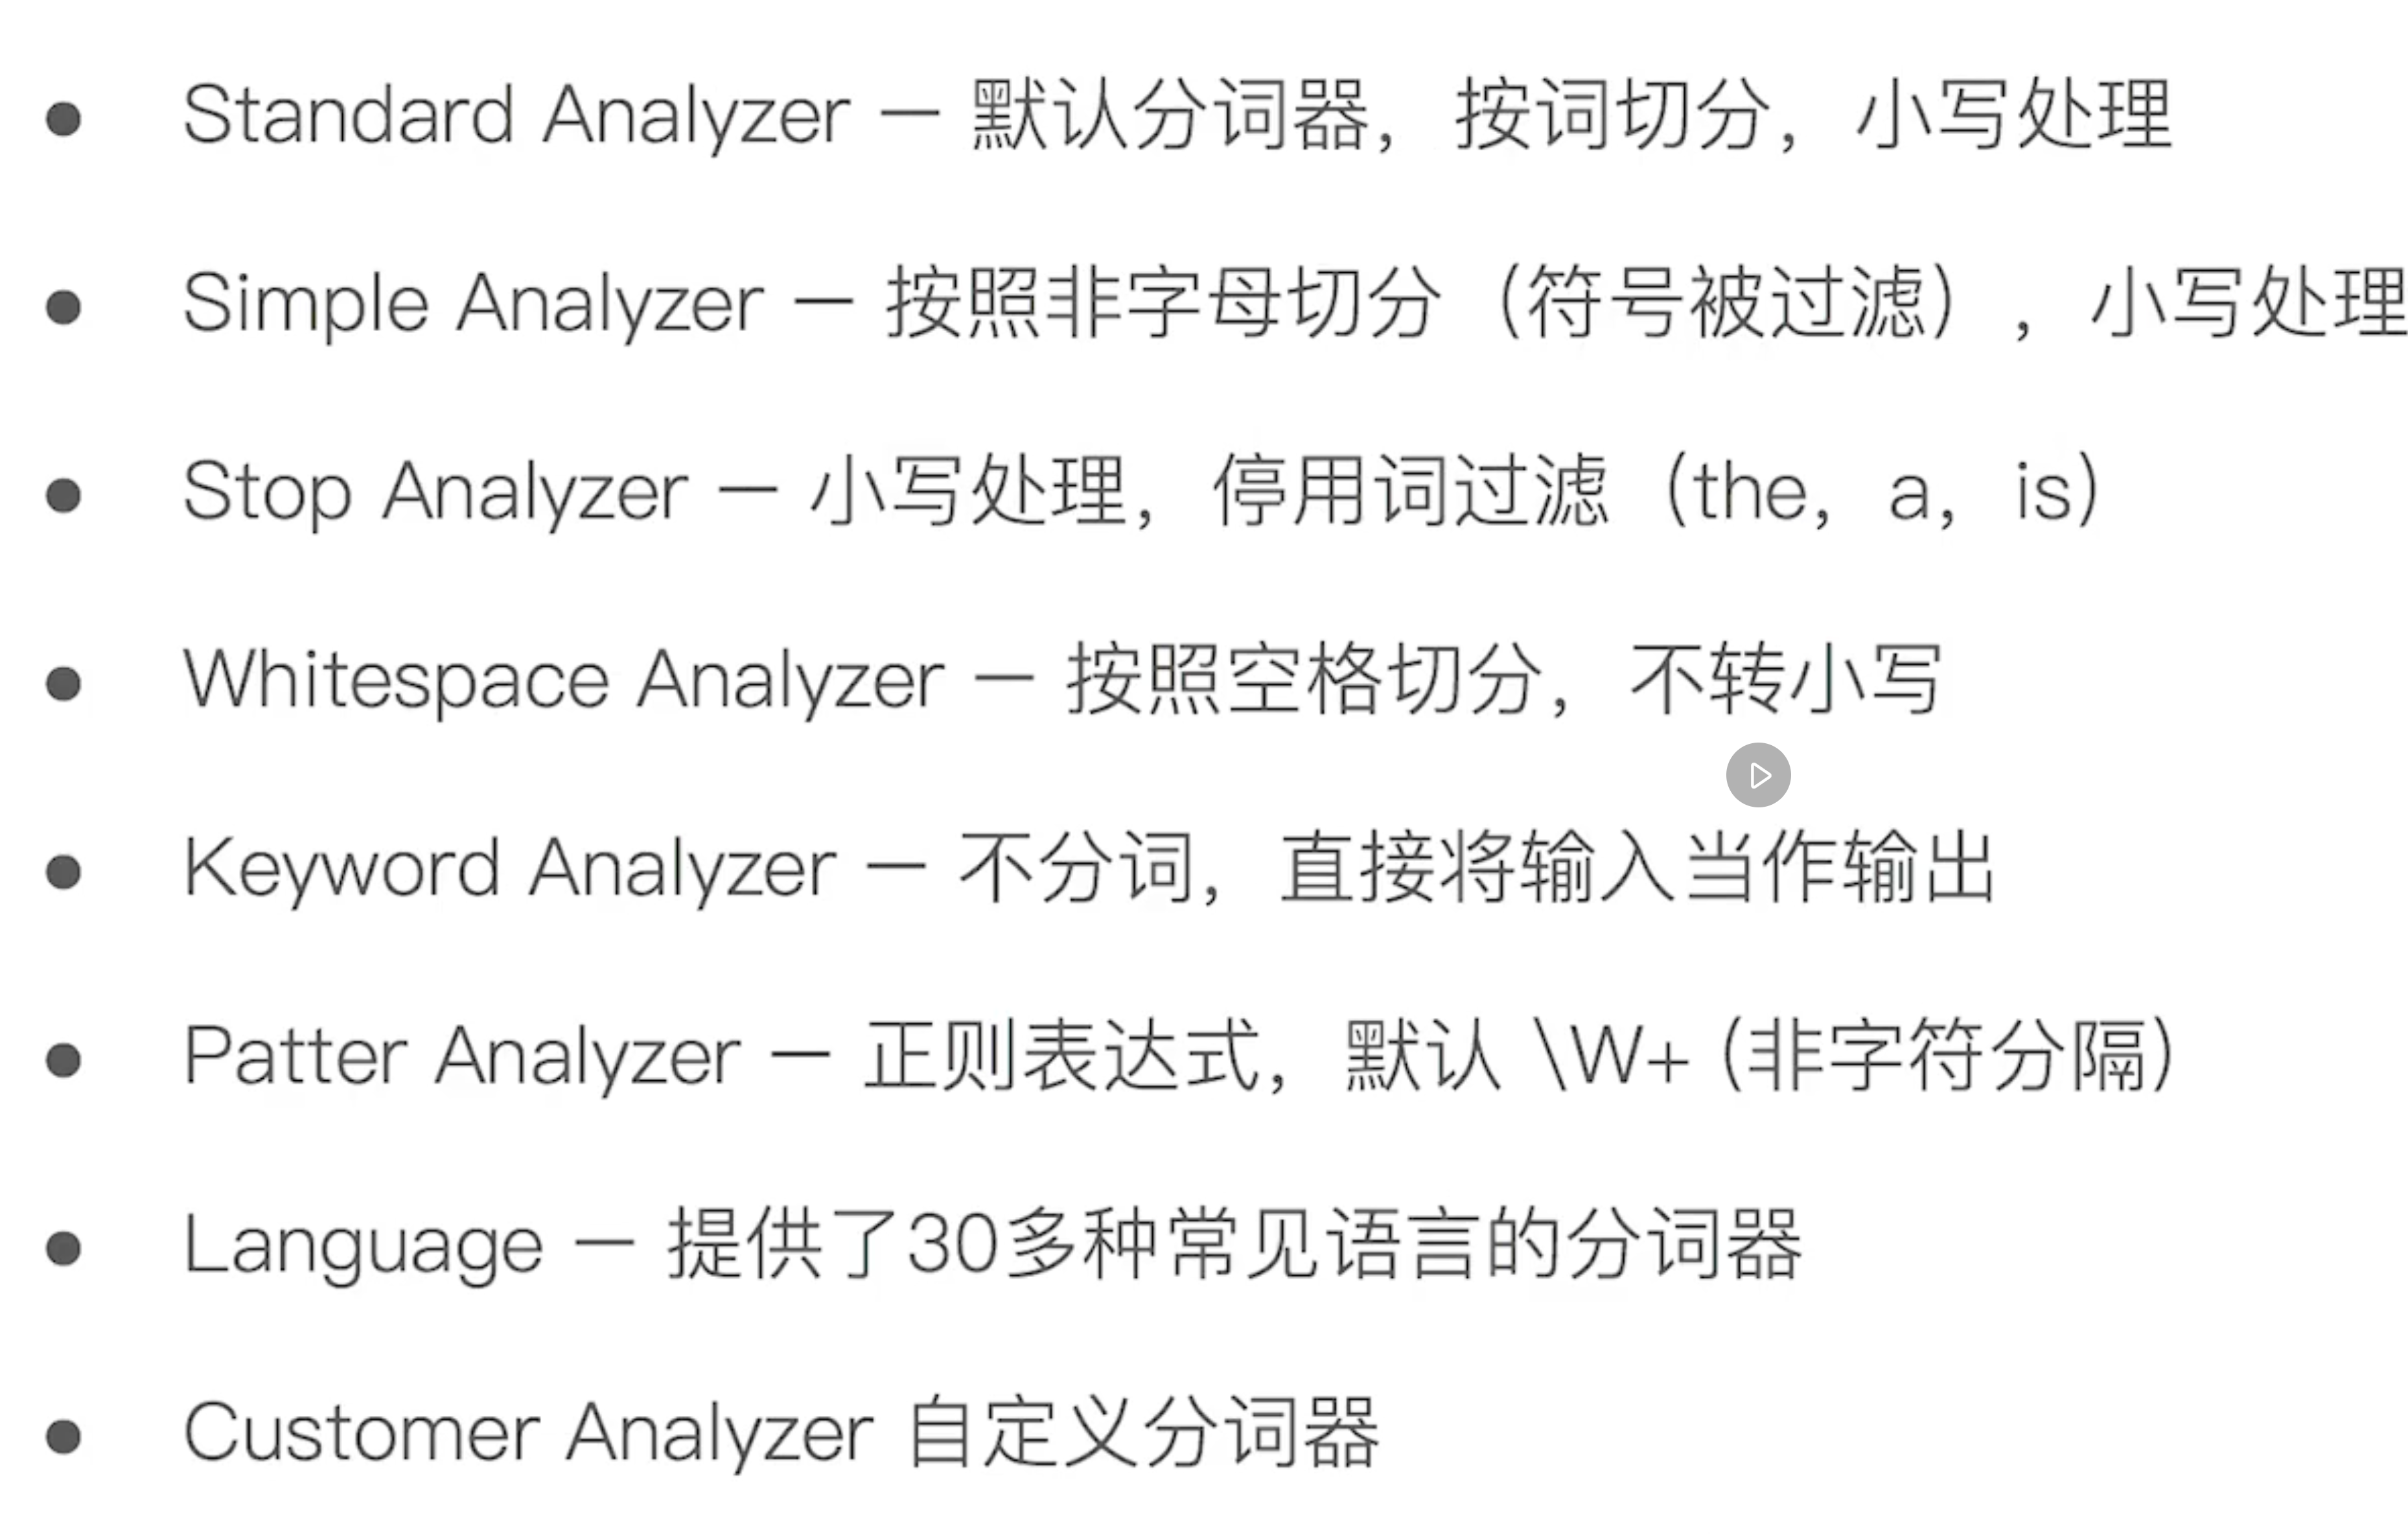 ● Standard Analyzer — 默认分词器，按词切分，小写处理
● Simple Analyzer — 按照非字母切分（符号被过滤），小写处理
● Stop Analyzer — 小写处理，停用词过滤（the，a，is）
● Whitespace Analyzer — 按照空格切分，不转小写
● Keyword Analyzer — 不分词，直接将输入当作输出
● Patter Analyzer — 正则表达式，默认 \W+ (非字符分隔)
● Language — 提供了30多种常见语言的分词器
● Customer Analyzer 自定义分词器